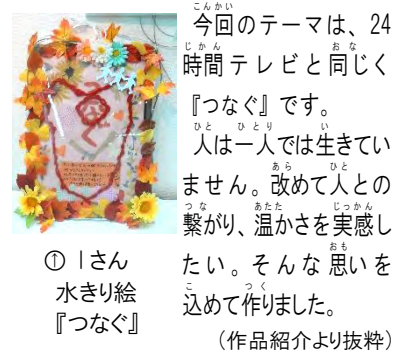 今回のテーマは、24
時間テレビと同じく
『つなぐ』です。
人は一人では生きてい
ません。改めて人との
繋がり、温かさを実感し
たい。そんな思いを
込めて作りました。
（作品紹介より抜粋）
① Iさん
水きり絵
『つなぐ』